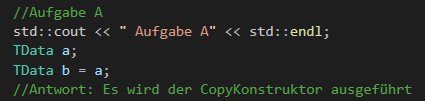 //Aufgabe A
std::cout << " Aufgabe A"<< std::endl;
TData a;
TData b = a;
//Antwort: Es wird der CopyKonstruktor ausgeführt